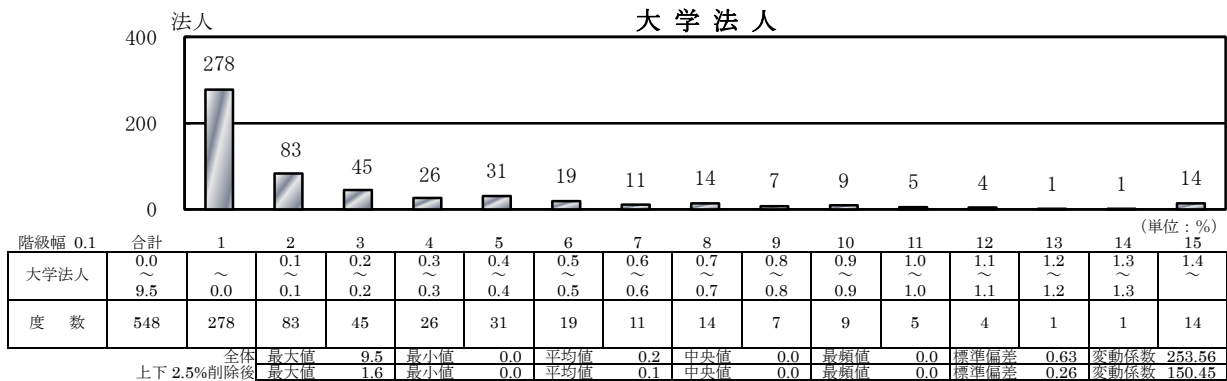 大 学 法 人
法人
400
200
0
278 83 45 26 31 19 11 14 7 9 5 4 1 1 14
(単位：%)
階級幅 0.1 合計 1 2 3 4 5 6 7 8 9 10 11 12 13 14 15
大学法人 0.0 ～ 9.5 ～ 0.0 0.1 ～ 0.1 0.2 ～ 0.2 0.3 ～ 0.3 0.4 ～ 0.4 0.5 ～ 0.5 0.6 ～ 0.6 0.7 ～ 0.7 0.8 ～ 0.8 0.9 ～ 0.9 1.0 ～ 1.0 1.1 ～ 1.1 1.2 ～ 1.2 1.3 ～ 1.3 1.4 ～
度 数 548 278 83 45 26 31 19 11 14 7 9 5 4 1 1 14
全体 最大値 9.5 最小値 0.0 平均値 0.2 中央値 0.0 最頻値 0.0 標準偏差 0.63 変動係数 253.56
上下 2.5%削除後 最大値 1.6 最小値 0.0 平均値 0.1 中央値 0.0 最頻値 0.0 標準偏差 0.26 変動係数 150.45